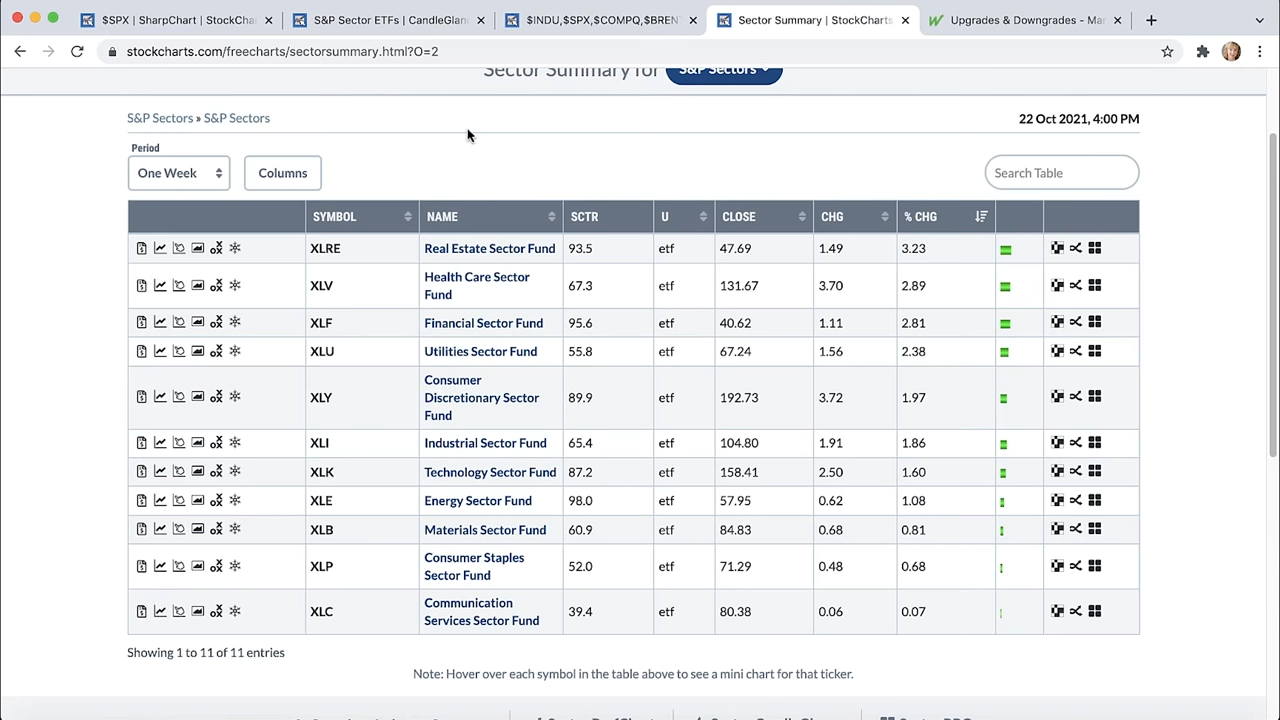 $SPX | SharpChart | StockChar
S&P Sector ETFs | CandleGlan
$INDU,$SPX,$COMPQ,$BREN
Sector Summary | StockCharts
Upgrades & Downgrades - Mar
stockcharts.com/freecharts/sectorsummary.html?O=2
Sector Summary for S&P Sectors
S&P Sectors » S&P Sectors
22 Oct 2021, 4:00 PM
Period
One Week
Columns
Search Table
SYMBOL NAME SCTR U CLOSE CHG % CHG
XLRE Real Estate Sector Fund 93.5 etf 47.69 1.49 3.23
XLV Health Care Sector Fund 67.3 etf 131.67 3.70 2.89
XLF Financial Sector Fund 95.6 etf 40.62 1.11 2.81
XLU Utilities Sector Fund 55.8 etf 67.24 1.56 2.38
XLY Consumer Discretionary Sector Fund 89.9 etf 192.73 3.72 1.97
XLI Industrial Sector Fund 65.4 etf 104.80 1.91 1.86
XLK Technology Sector Fund 87.2 etf 158.41 2.50 1.60
XLE Energy Sector Fund 98.0 etf 57.95 0.62 1.08
XLB Materials Sector Fund 60.9 etf 84.83 0.68 0.81
XLP Consumer Staples Sector Fund 52.0 etf 71.29 0.48 0.68
XLC Communication Services Sector Fund 39.4 etf 80.38 0.06 0.07
Showing 1 to 11 of 11 entries
Note: Hover over each symbol in the table above to see a mini chart for that ticker.